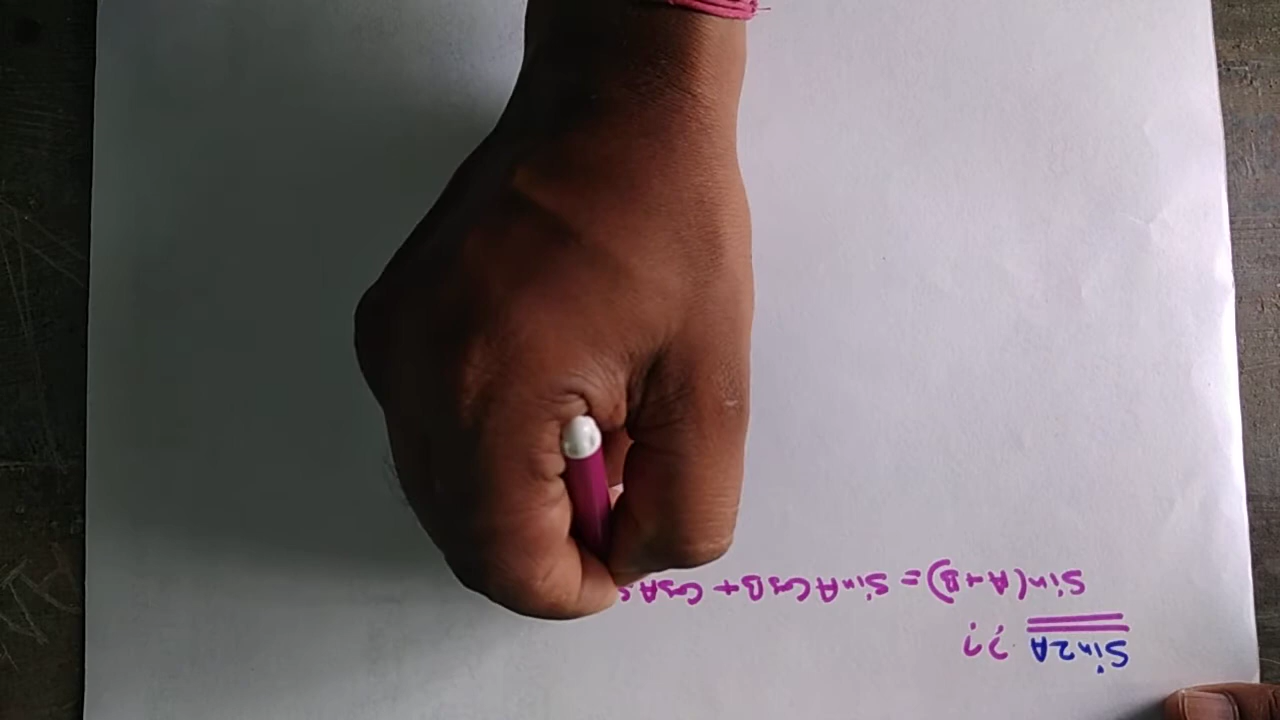 Sin2A ??
Sin(A+B) = SinA CosB + CosA S